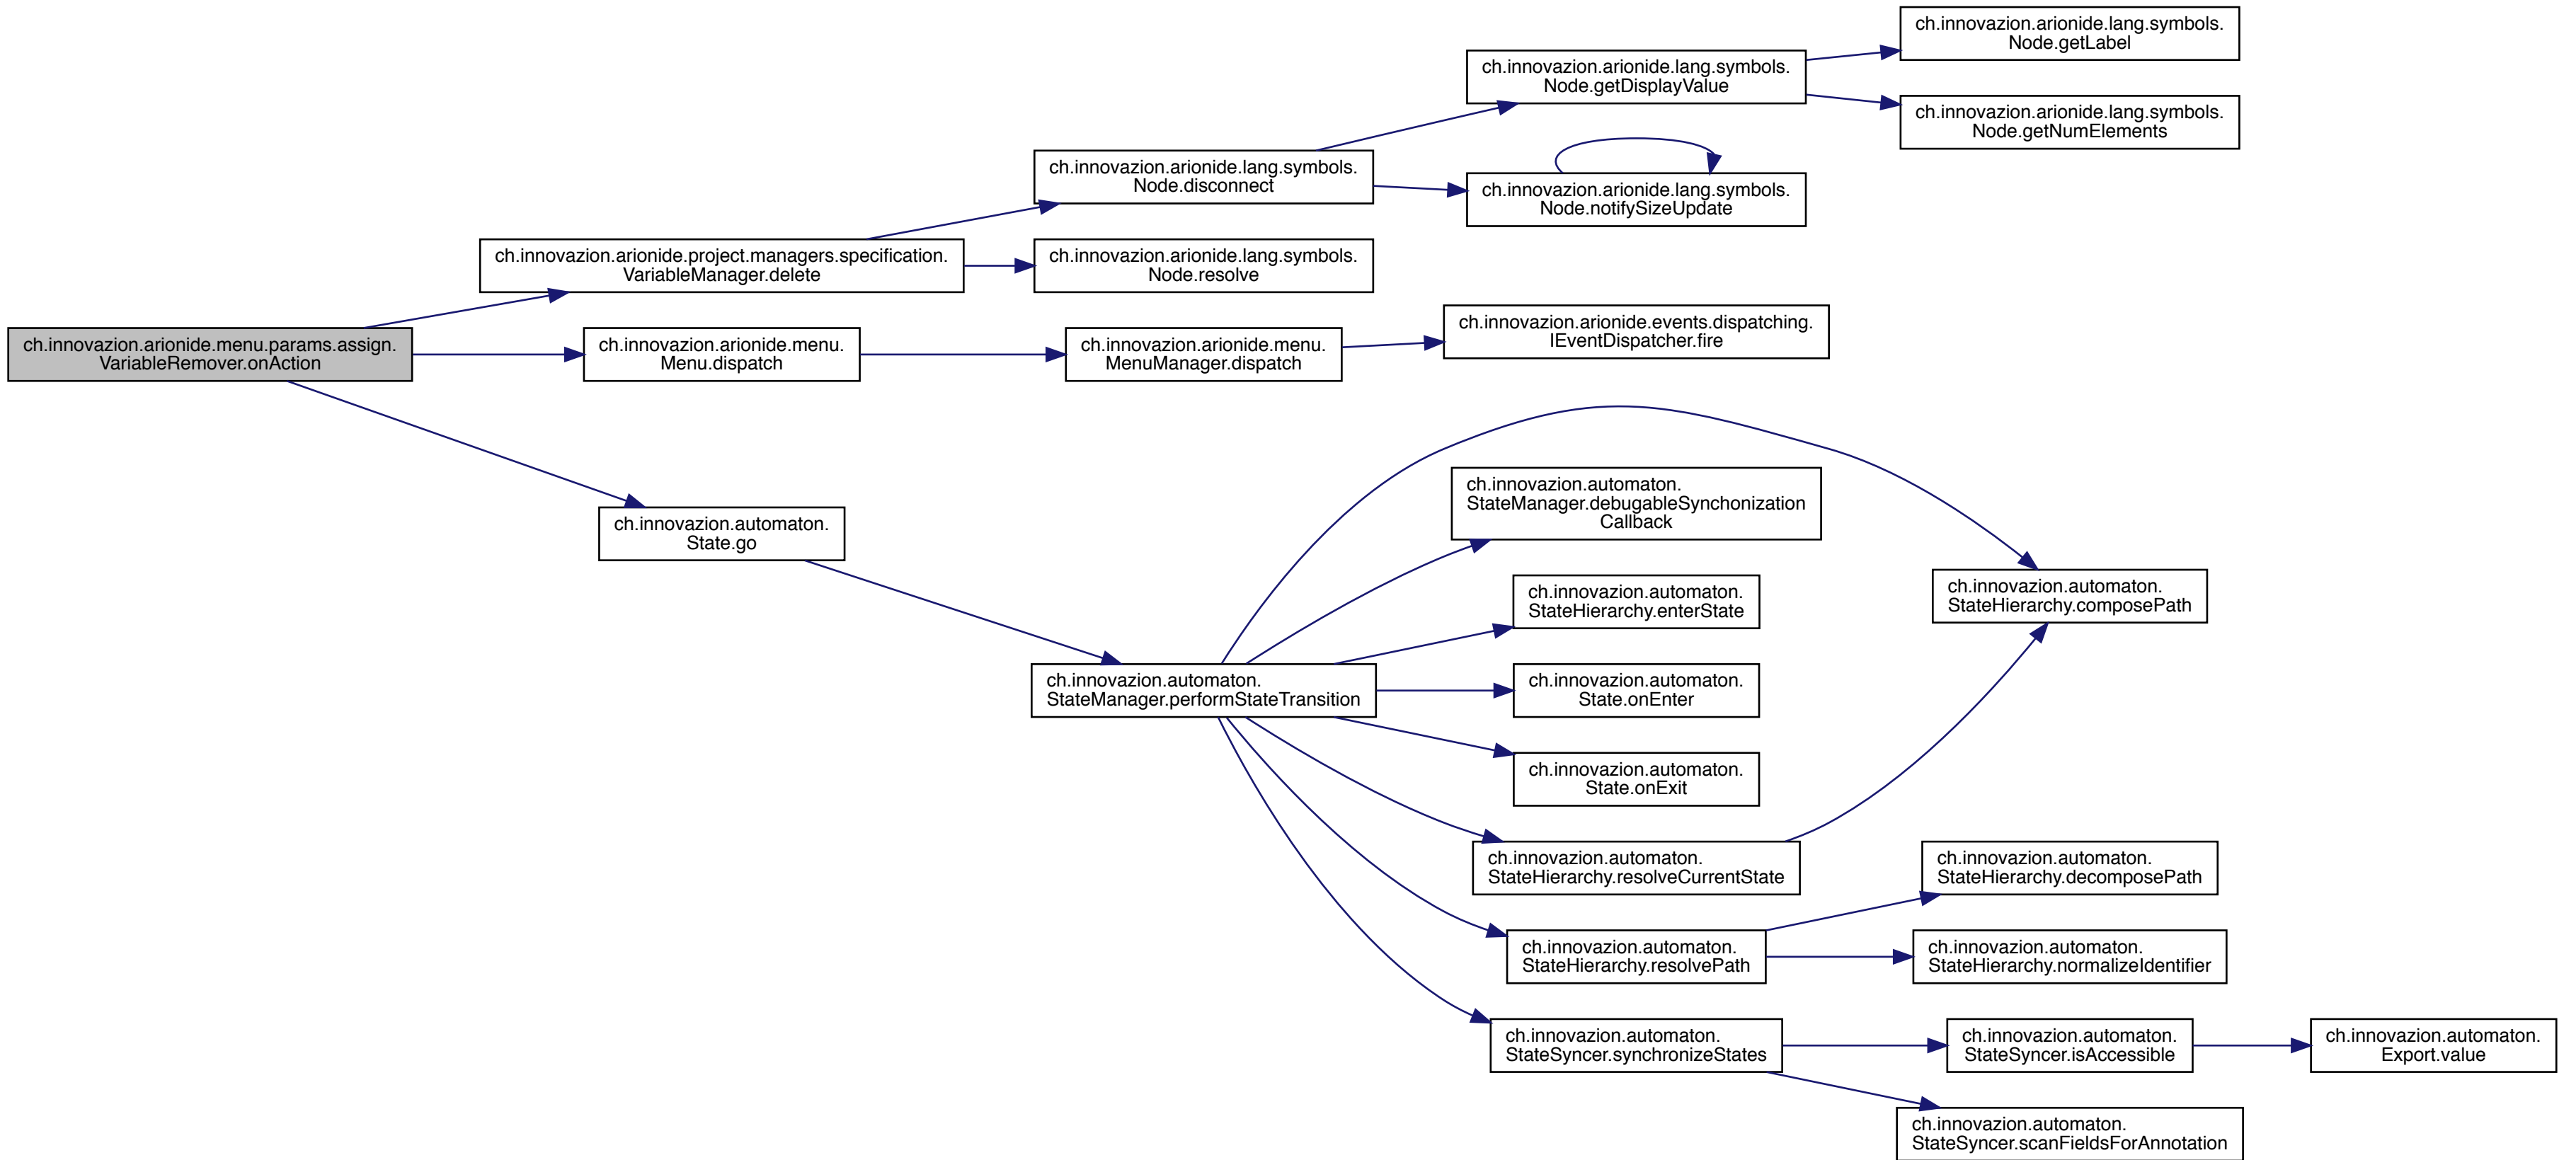 ch.innovazion.arionide.lang.symbols.
Node.getLabel
ch.innovazion.arionide.lang.symbols.
Node.getDisplayValue
ch.innovazion.arionide.lang.symbols.
Node.getNumElements
ch.innovazion.arionide.lang.symbols.
Node.disconnect
ch.innovazion.arionide.lang.symbols.
Node.notifySizeUpdate
ch.innovazion.arionide.project.managers.specification.
VariableManager.delete
ch.innovazion.arionide.lang.symbols.
Node.resolve
ch.innovazion.arionide.menu.params.assign.
VariableRemover.onAction
ch.innovazion.arionide.menu.
Menu.dispatch
ch.innovazion.arionide.menu.
MenuManager.dispatch
ch.innovazion.arionide.events.dispatching.
IEventDispatcher.fire
ch.innovazion.automaton.
State.go
ch.innovazion.automaton.
StateManager.debugableSynchonization
Callback
ch.innovazion.automaton.
StateHierarchy.enterState
ch.innovazion.automaton.
StateHierarchy.composePath
ch.innovazion.automaton.
StateManager.performStateTransition
ch.innovazion.automaton.
State.onEnter
ch.innovazion.automaton.
State.onExit
ch.innovazion.automaton.
StateHierarchy.resolveCurrentState
ch.innovazion.automaton.
StateHierarchy.decomposePath
ch.innovazion.automaton.
StateHierarchy.resolvePath
ch.innovazion.automaton.
StateHierarchy.normalizeIdentifier
ch.innovazion.automaton.
StateSyncer.synchronizeStates
ch.innovazion.automaton.
StateSyncer.isAccessible
ch.innovazion.automaton.
Export.value
ch.innovazion.automaton.
StateSyncer.scanFieldsForAnnotation